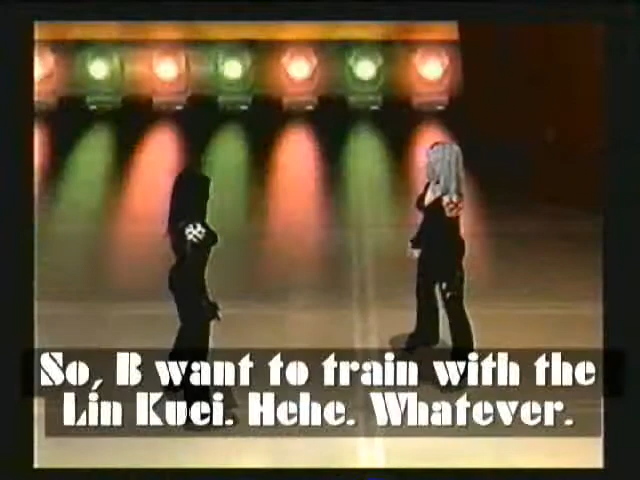 So, B want to train with the
Lin Kuei. Hehe. Whatever.